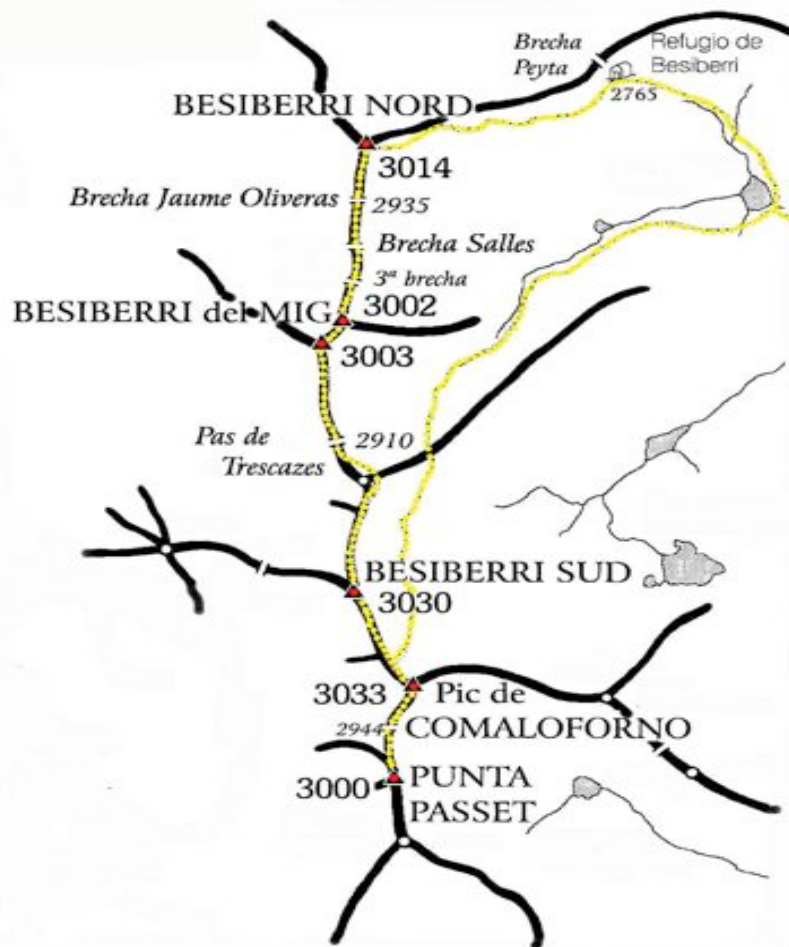 Brecha
Peyta
Refugio de
Besiberri
2765
BESIBERRI NORD
3014
Brecha Jaume Oliveras
2935
Brecha Salles
3ª brecha
3002
BESIBERRI del MIG
3003
Pas de
Trescazes
2910
BESIBERRI SUD
3030
3033
Pic de
COMALOFORNO
2944
3000
PUNTA
PASSET